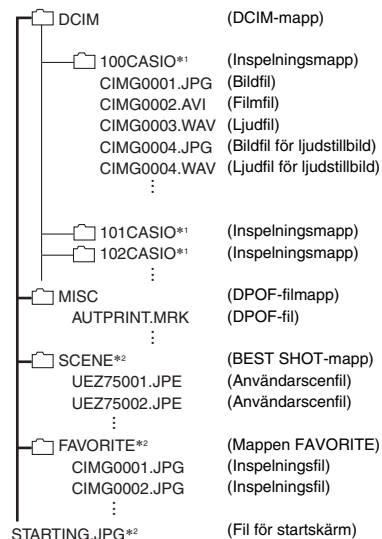 DCIM (DCIM-mapp)
100CASIO*1 (Inspelningsmapp)
CIMG0001.JPG (Bildfil)
CIMG0002.AVI (Filmfil)
CIMG0003.WAV (Ljudfil)
CIMG0004.JPG (Bildfil för ljudstillbild)
CIMG0004.WAV (Ljudfil för ljudstillbild)
101CASIO*1 (Inspelningsmapp)
102CASIO*1 (Inspelningsmapp)
MISC (DPOF-filmapp)
AUTPRINT.MRK (DPOF-fil)
SCENE*2 (BEST SHOT-mapp)
UEZ75001.JPE (Användarscenfil)
UEZ75002.JPE (Användarscenfil)
FAVORITE*2 (Mappen FAVORITE)
CIMG0001.JPG (Inspelningsfil)
CIMG0002.JPG (Inspelningsfil)
STARTING.JPG*2 (Fil för startskärm)